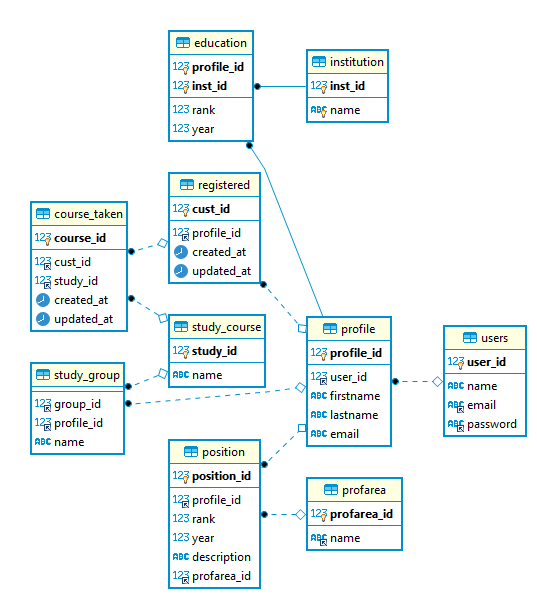 education
123 profile_id
123 inst_id
123 rank
123 year
institution
123 inst_id
ABC name
registered
123 cust_id
123 profile_id
created_at
updated_at
course_taken
123 course_id
123 cust_id
123 study_id
created_at
updated_at
study_course
123 study_id
ABC name
profile
123 profile_id
123 user_id
ABC firstname
ABC lastname
ABC email
users
123 user_id
ABC name
ABC email
ABC password
study_group
123 group_id
123 profile_id
ABC name
position
123 position_id
123 profile_id
123 rank
123 year
ABC description
123 profarea_id
profarea
123 profarea_id
ABC name